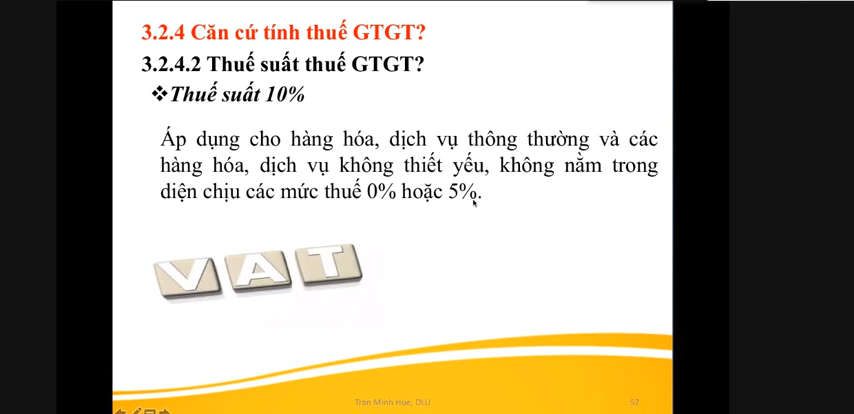 3.2.4 Căn cứ tính thuế GTGT?
3.2.4.2 Thuế suất thuế GTGT?
❖Thuế suất 10%
Áp dụng cho hàng hóa, dịch vụ thông thường và các
hàng hóa, dịch vụ không thiết yếu, không nằm trong
diện chịu các mức thuế 0% hoặc 5%.
VAT
Tran Minh Hue, DLU
52